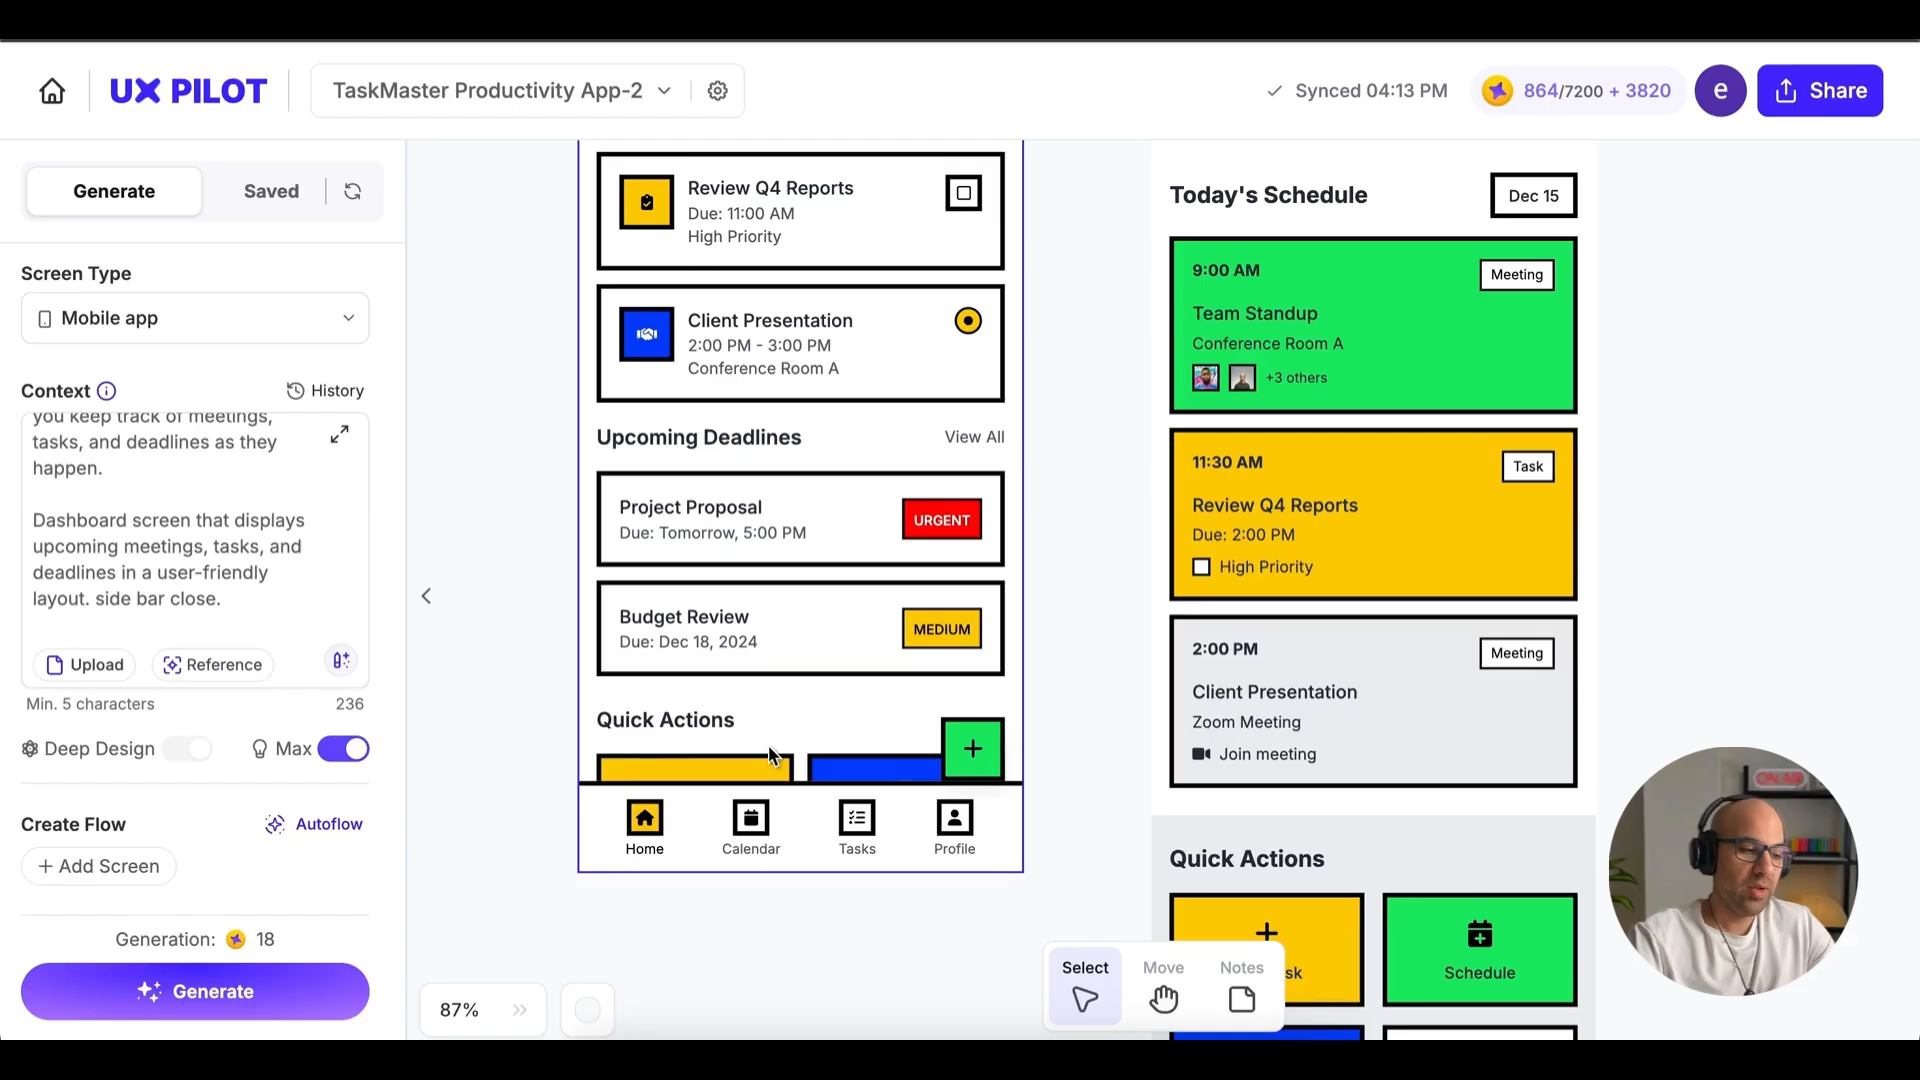 UX PILOT
TaskMaster Productivity App-2
Synced 04:13 PM
864/7200 + 3820
e
Share
Generate
Saved
Screen Type
Mobile app
Context
History
you keep track of meetings,
tasks, and deadlines as they
happen.
Dashboard screen that displays
upcoming meetings, tasks, and
deadlines in a user-friendly
layout. side bar close.
Upload
Reference
Min. 5 characters
236
Deep Design
Max
Create Flow
Autoflow
+ Add Screen
Generation:
18
Generate
Review Q4 Reports
Due: 11:00 AM
High Priority
Client Presentation
2:00 PM - 3:00 PM
Conference Room A
Upcoming Deadlines
View All
Project Proposal
Due: Tomorrow, 5:00 PM
URGENT
Budget Review
Due: Dec 18, 2024
MEDIUM
Quick Actions
Home
Calendar
Tasks
Profile
87%
Today's Schedule
Dec 15
9:00 AM
Meeting
Team Standup
Conference Room A
+3 others
11:30 AM
Task
Review Q4 Reports
Due: 2:00 PM
High Priority
2:00 PM
Meeting
Client Presentation
Zoom Meeting
Join meeting
Quick Actions
sk
Schedule
Select
Move
Notes
ON AIR